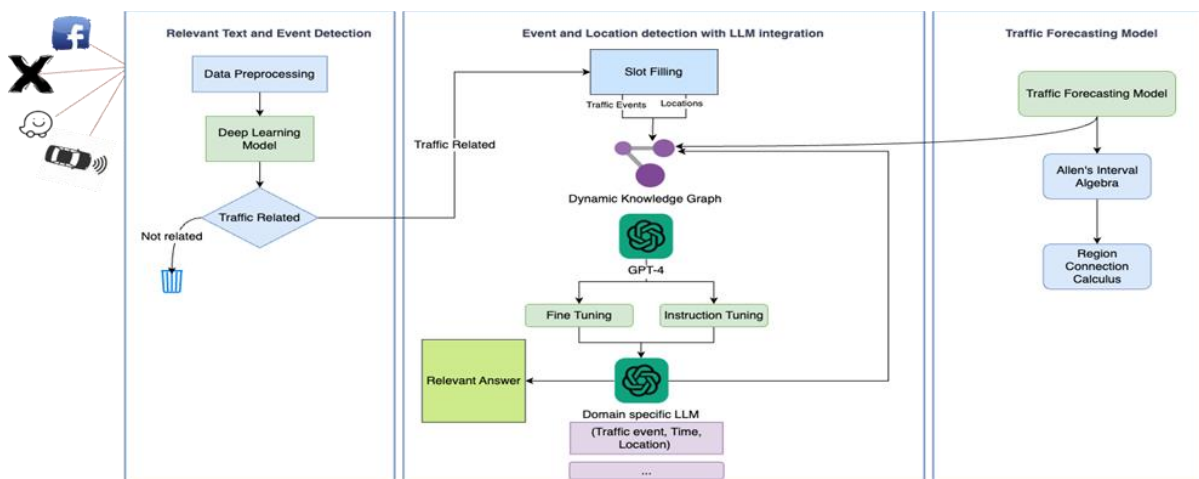 Relevant Text and Event Detection
Data Preprocessing
Deep Learning
Model
Traffic Related
Not related
Traffic Related
Event and Location detection with LLM integration
Slot Filling
Traffic Events
Locations
Dynamic Knowledge Graph
GPT-4
Fine Tuning
Instruction Tuning
Relevant Answer
Domain specific LLM
(Traffic event, Time,
Location)
...
Traffic Forecasting Model
Traffic Forecasting Model
Allen's Interval
Algebra
Region
Connection
Calculus